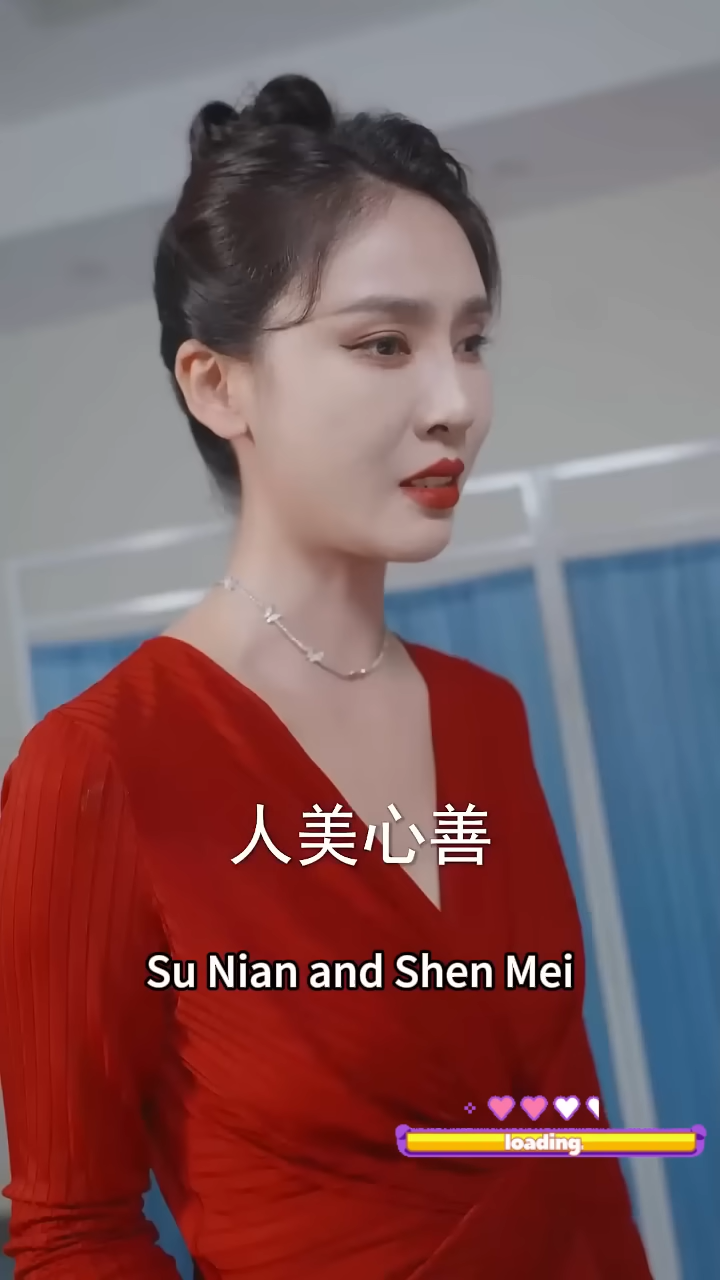 人美心善
Su Nian and Shen Mei
loading